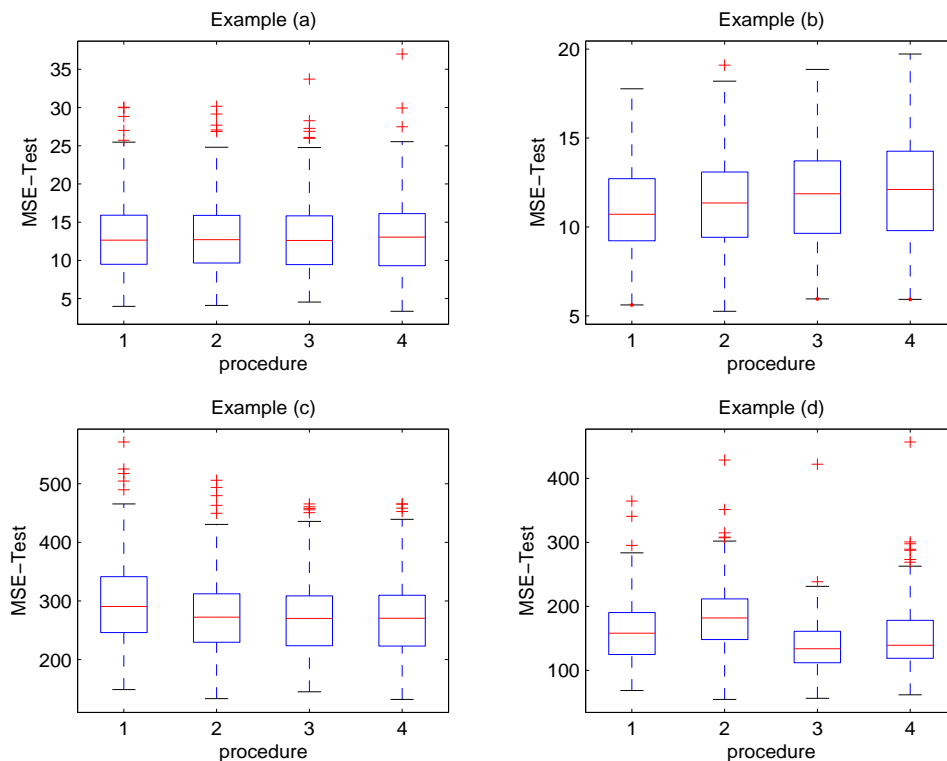 Example (a)
MSE-Test
35
30
25
20
15
10
5
1 2 3 4
procedure
Example (b)
MSE-Test
20
15
10
5
1 2 3 4
procedure
Example (c)
MSE-Test
500
400
300
200
1 2 3 4
procedure
Example (d)
MSE-Test
400
300
200
100
1 2 3 4
procedure